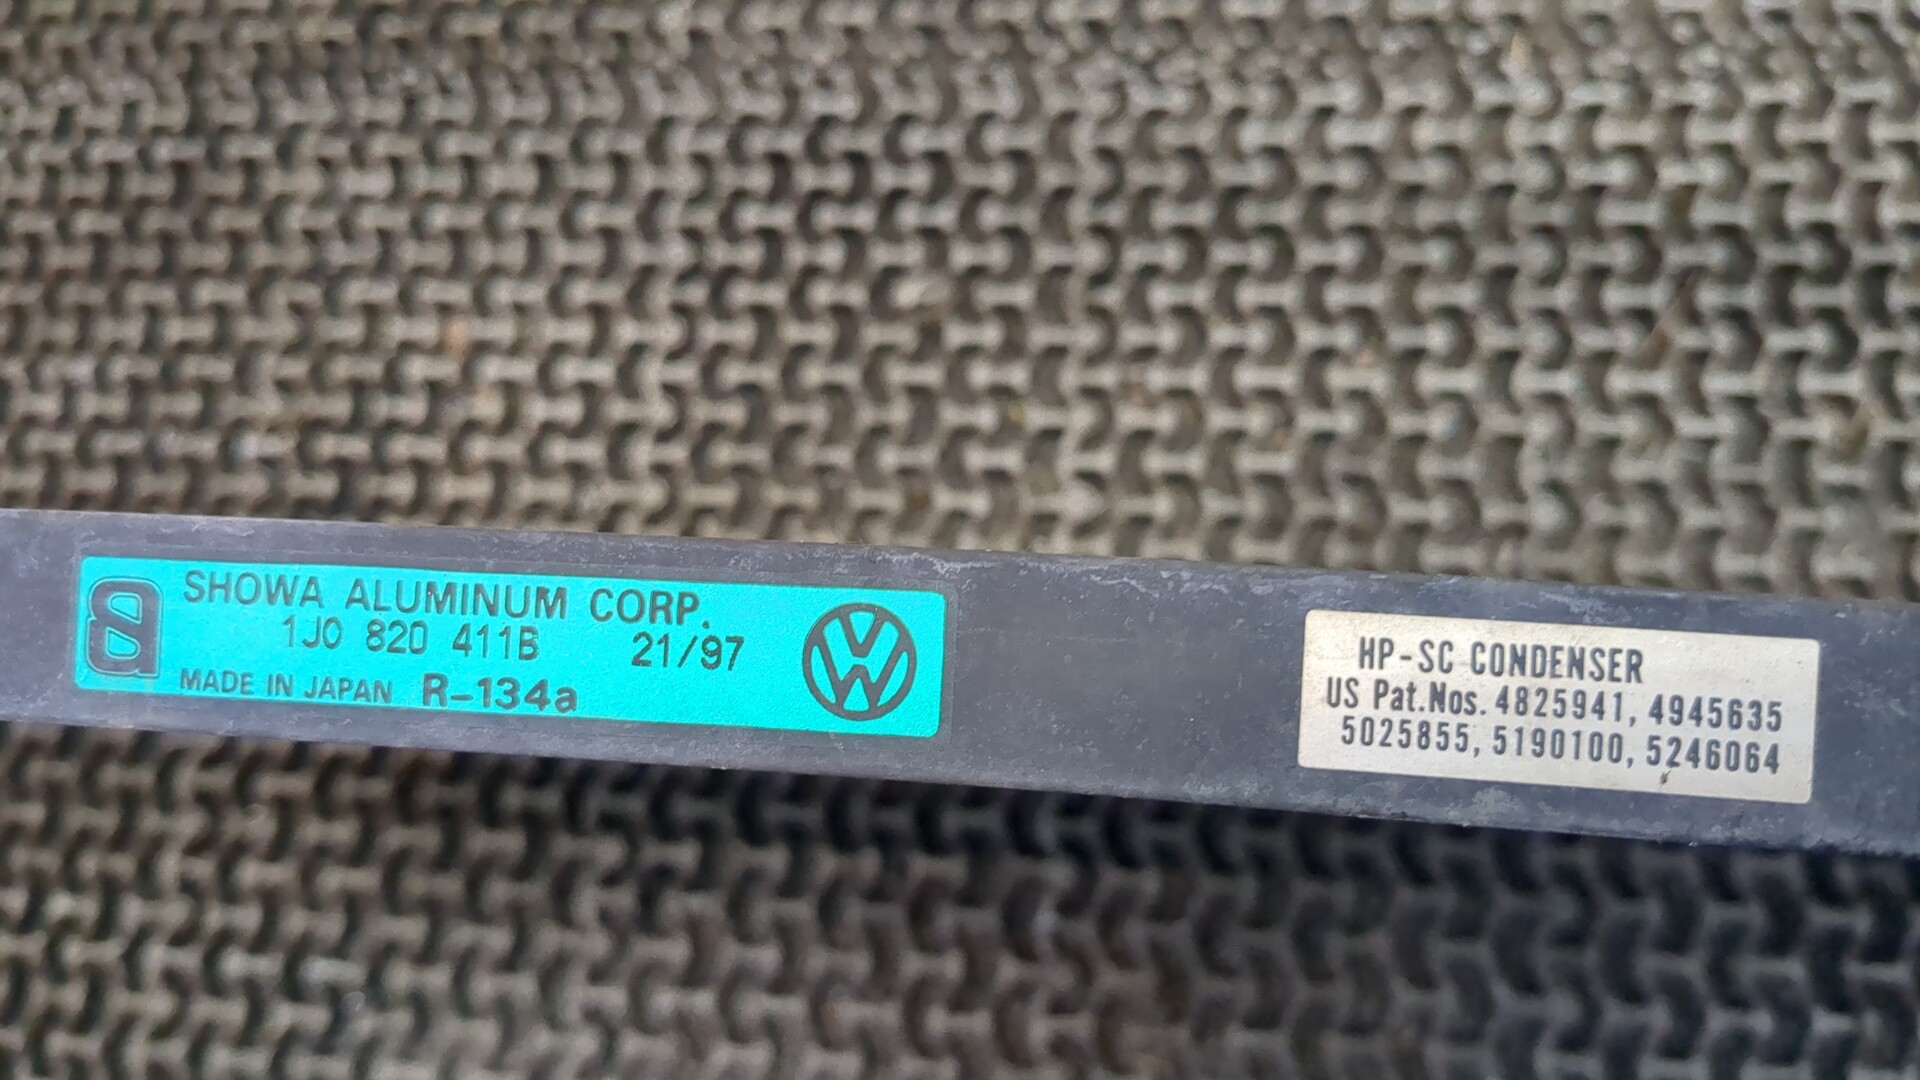 SHOWA ALUMINUM CORP.
1J0 820 411B 21/97
MADE IN JAPAN R-134a
HP-SC CONDENSER
US Pat.Nos. 4825941, 4945635
5025855, 5190100, 5246064